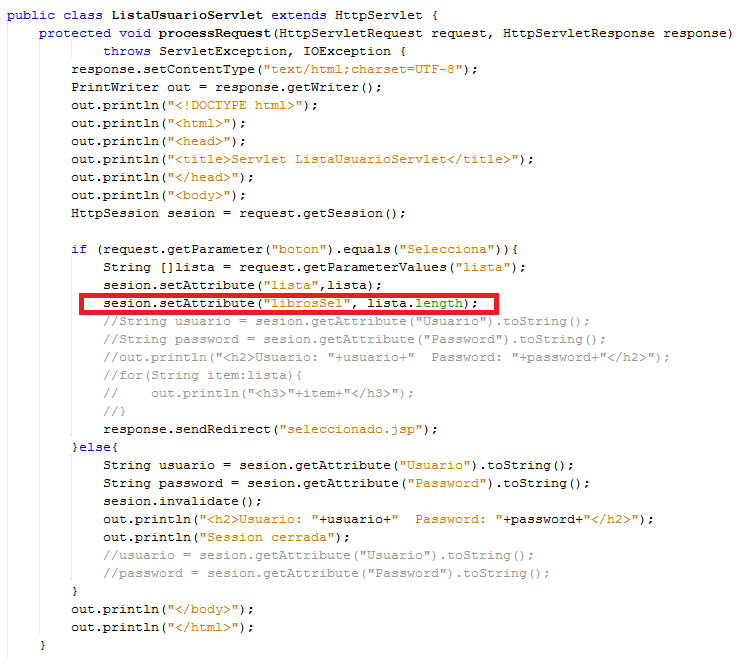 public class ListaUsuarioServlet extends HttpServlet {
    protected void processRequest(HttpServletRequest request, HttpServletResponse response)
            throws ServletException, IOException {
        response.setContentType("text/html;charset=UTF-8");
        PrintWriter out = response.getWriter();
        out.println("<!DOCTYPE html>");
        out.println("<html>");
        out.println("<head>");
        out.println("<title>Servlet ListaUsuarioServlet</title>");
        out.println("</head>");
        out.println("<body>");
        HttpSession sesion = request.getSession();
        if (request.getParameter("boton").equals("Selecciona")){
            String []lista = request.getParameterValues("lista");
            sesion.setAttribute("lista",lista);
            sesion.setAttribute("librosSel", lista.length);
            //String usuario = sesion.getAttribute("Usuario").toString();
            //String password = sesion.getAttribute("Password").toString();
            //out.println("<h2>Usuario: "+usuario+"  Password: "+password+"</h2>");
            //for(String item:lista){
            //    out.println("<h3>"+item+"</h3>");
            //}
            response.sendRedirect("seleccionado.jsp");
        }else{
            String usuario = sesion.getAttribute("Usuario").toString();
            String password = sesion.getAttribute("Password").toString();
            sesion.invalidate();
            out.println("<h2>Usuario: "+usuario+"  Password: "+password+"</h2>");
            out.println("Session cerrada");
            //usuario = sesion.getAttribute("Usuario").toString();
            //password = sesion.getAttribute("Password").toString();
        }
        out.println("</body>");
        out.println("</html>");
    }